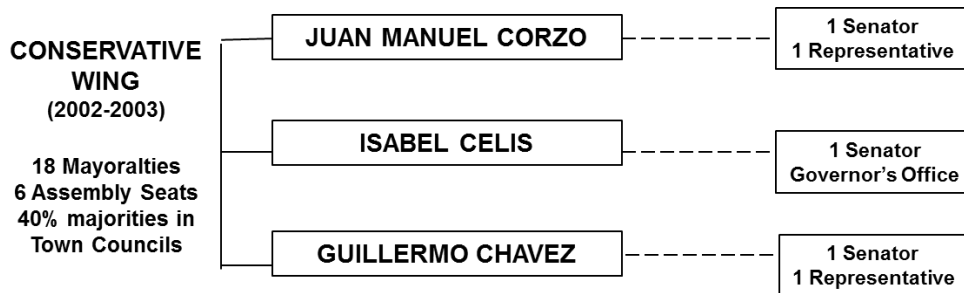 CONSERVATIVE
WING
(2002-2003)
18 Mayoralties
6 Assembly Seats
40% majorities in
Town Councils
JUAN MANUEL CORZO
1 Senator
1 Representative
ISABEL CELIS
1 Senator
Governor's Office
GUILLERMO CHAVEZ
1 Senator
1 Representative